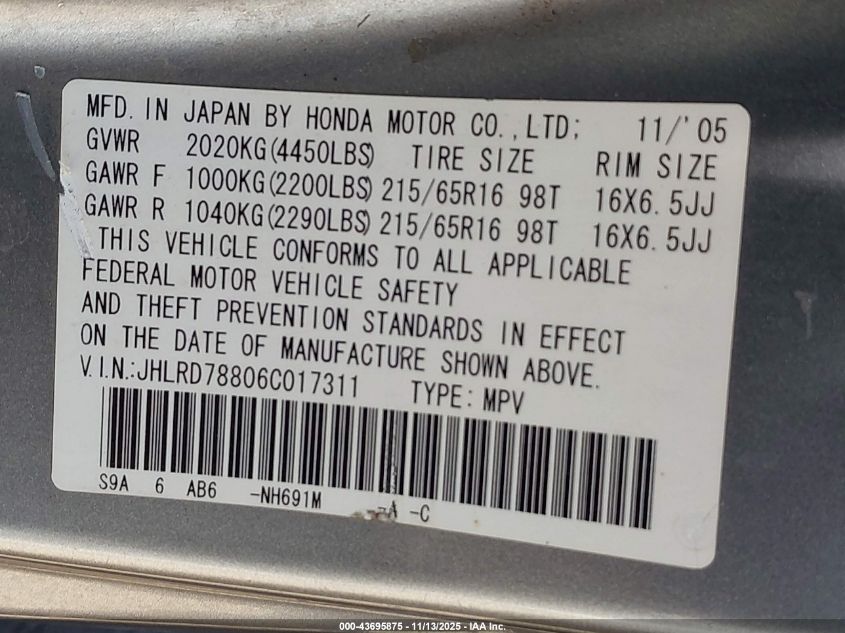 MFD. IN JAPAN BY HONDA MOTOR CO.,LTD; 11/'05
GVWR 2020KG(4450LBS) TIRE SIZE RIM SIZE
GAWR F 1000KG(2200LBS) 215/65R16 98T 16X6.5JJ
GAWR R 1040KG(2290LBS) 215/65R16 98T 16X6.5JJ
THIS VEHICLE CONFORMS TO ALL APPLICABLE
FEDERAL MOTOR VEHICLE SAFETY
AND THEFT PREVENTION STANDARDS IN EFFECT
ON THE DATE OF MANUFACTURE SHOWN ABOVE.
V.I.N.:JHLRD78806C017311 TYPE: MPV
S9A 6 AB6 -NH691M -A -C
000-43695875 - 11/13/2025 - IAA Inc.